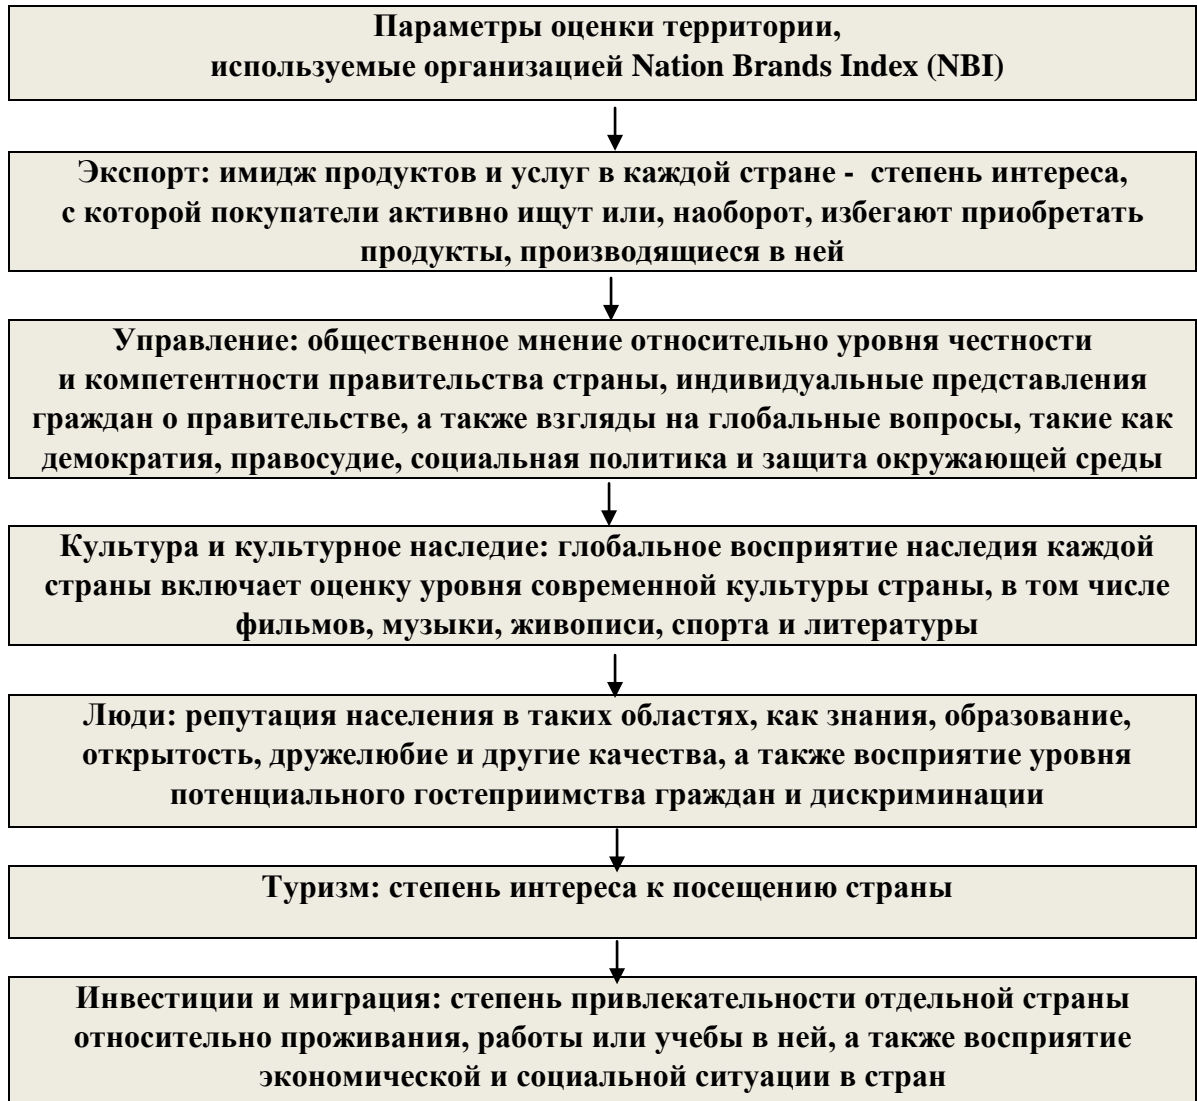 Параметры оценки территории,
используемые организацией Nation Brands Index (NBI)
Экспорт: имидж продуктов и услуг в каждой стране - степень интереса,
с которой покупатели активно ищут или, наоборот, избегают приобретать
продукты, производящиеся в ней
Управление: общественное мнение относительно уровня честности
и компетентности правительства страны, индивидуальные представления
граждан о правительстве, а также взгляды на глобальные вопросы, такие как
демократия, правосудие, социальная политика и защита окружающей среды
Культура и культурное наследие: глобальное восприятие наследия каждой
страны включает оценку уровня современной культуры страны, в том числе
фильмов, музыки, живописи, спорта и литературы
Люди: репутация населения в таких областях, как знания, образование,
открытость, дружелюбие и другие качества, а также восприятие уровня
потенциального гостеприимства граждан и дискриминации
Туризм: степень интереса к посещению страны
Инвестиции и миграция: степень привлекательности отдельной страны
относительно проживания, работы или учебы в ней, а также восприятие
экономической и социальной ситуации в стран